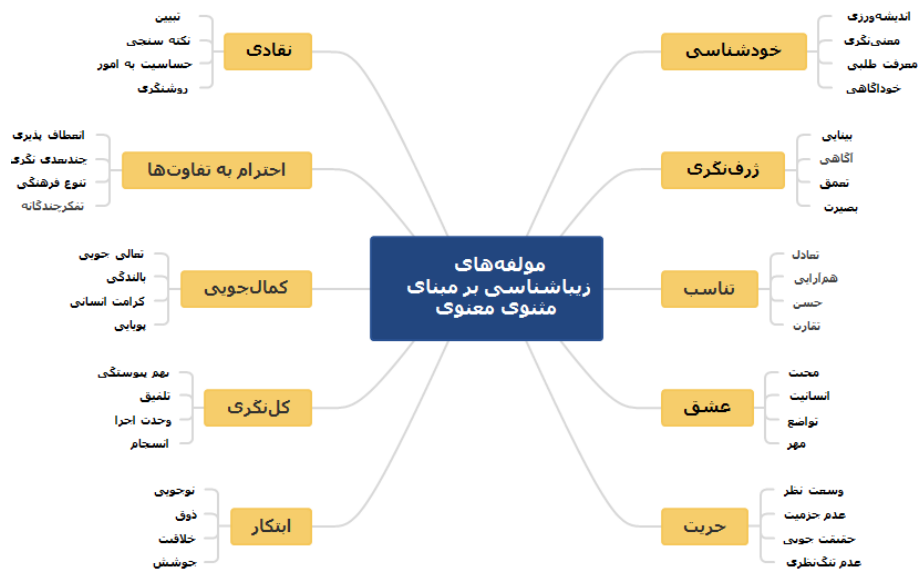 مولفه‌های
زیباشناسی بر مبنای
مثنوی معنوی
خودشناسی
اندیشه‌ورزی
معنی‌نگری
معرفت طلبی
خودآگاهی
ژرف‌نگری
بینایی
آگاهی
تعمق
بصیرت
تناسب
تعادل
هم‌آرایی
حسن
تقارن
عشق
محبت
انسانیت
تواضع
مهر
حریت
وسعت نظر
عدم جزمیت
حقیقت جویی
عدم تنگ‌نظری
نقادی
تبیین
نکته سنجی
حساسیت به امور
روشنگری
احترام به تفاوت‌ها
انعطاف پذیری
چندبعدی نگری
تنوع فرهنگی
تفکرچندگانه
کمال‌جویی
تعالی جویی
بالندگی
کرامت انسانی
پویایی
کل‌نگری
بهم پیوستگی
تلفیق
وحدت اجزا
انسجام
ابتکار
نوجویی
ذوق
خلاقیت
جوشش